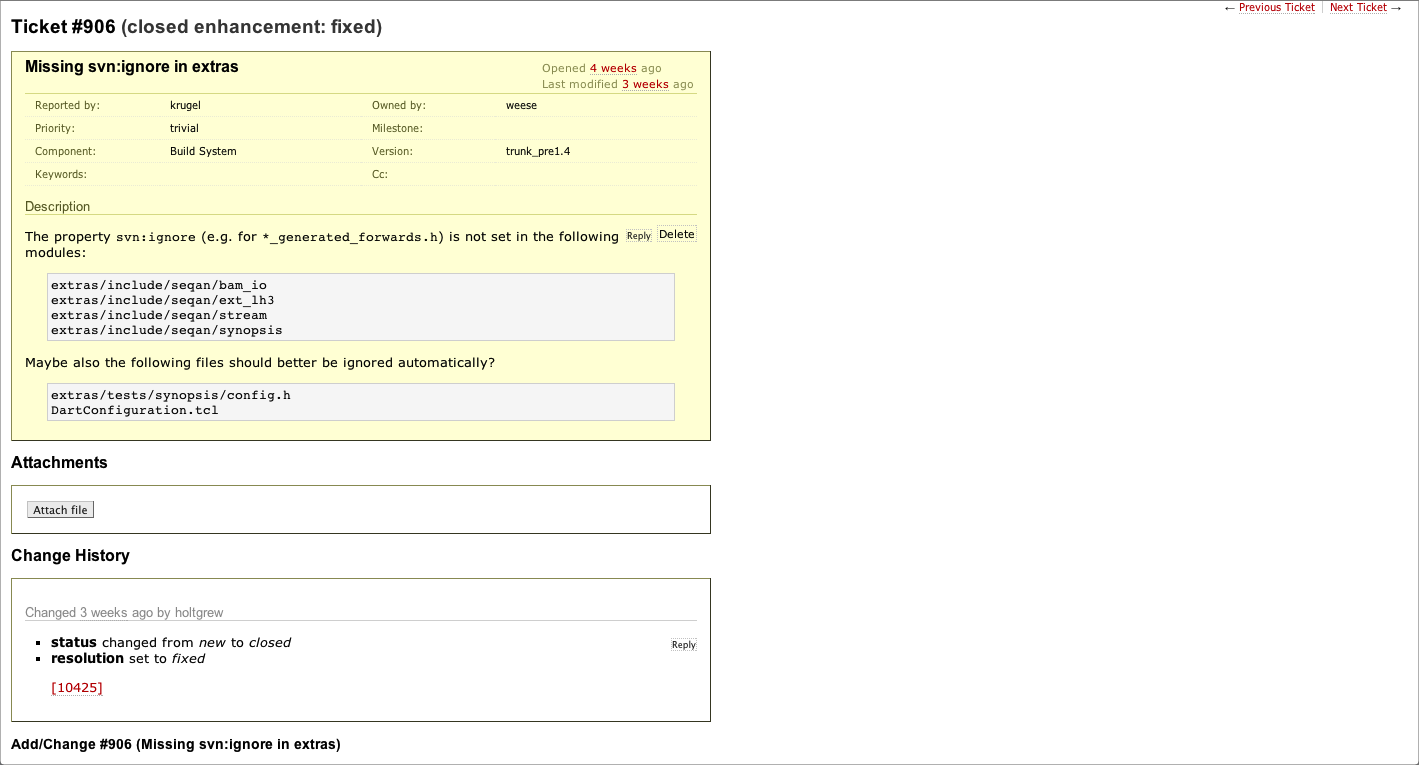 ← Previous Ticket | Next Ticket →
Ticket #906 (closed enhancement: fixed)
Missing svn:ignore in extras
Opened 4 weeks ago
Last modified 3 weeks ago
Reported by: krugel Owned by: weese
Priority: trivial Milestone:
Component: Build System Version: trunk_pre1.4
Keywords: Cc:
Description
The property svn:ignore (e.g. for *_generated_forwards.h) is not set in the following Reply Delete
modules:
extras/include/seqan/bam_io
extras/include/seqan/ext_lh3
extras/include/seqan/stream
extras/include/seqan/synopsis
Maybe also the following files should better be ignored automatically?
extras/tests/synopsis/config.h
DartConfiguration.tcl
Attachments
Attach file
Change History
Changed 3 weeks ago by holtgrew
▪ status changed from new to closed Reply
▪ resolution set to fixed
[10425]
Add/Change #906 (Missing svn:ignore in extras)